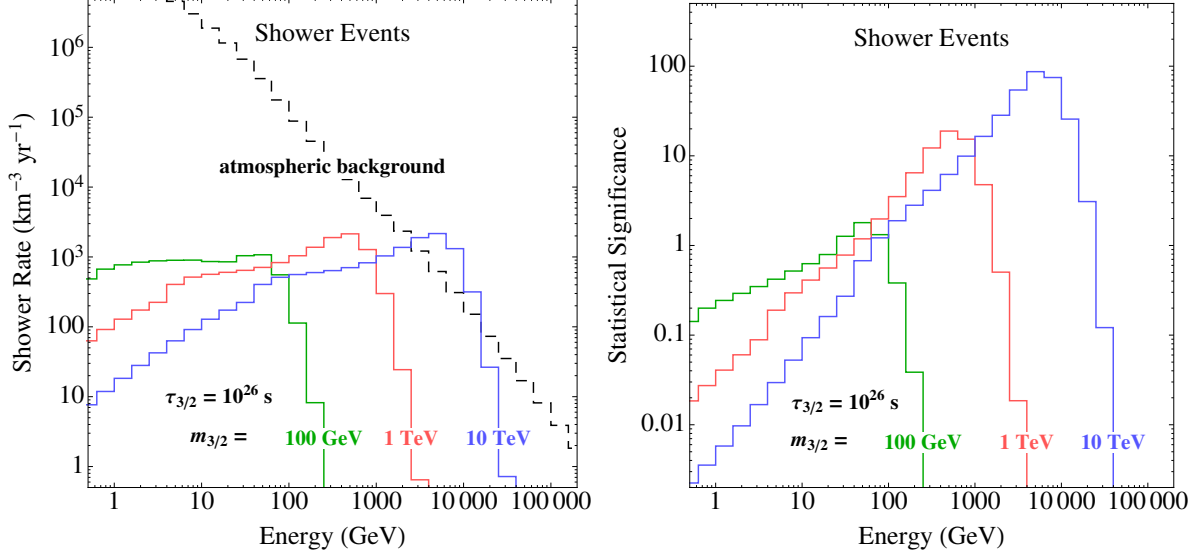 Shower Events
10⁶
10⁵
10⁴
10³
100
10
1
Shower Rate (km⁻³ yr⁻¹)
atmospheric background
τ3/2 = 10²⁶ s
m3/2 = 100 GeV 1 TeV 10 TeV
1 10 100 1000 10 000 100 000
Energy (GeV)
Shower Events
100
10
1
0.1
0.01
Statistical Significance
τ3/2 = 10²⁶ s
m3/2 = 100 GeV 1 TeV 10 TeV
1 10 100 1000 10 000 100 000
Energy (GeV)